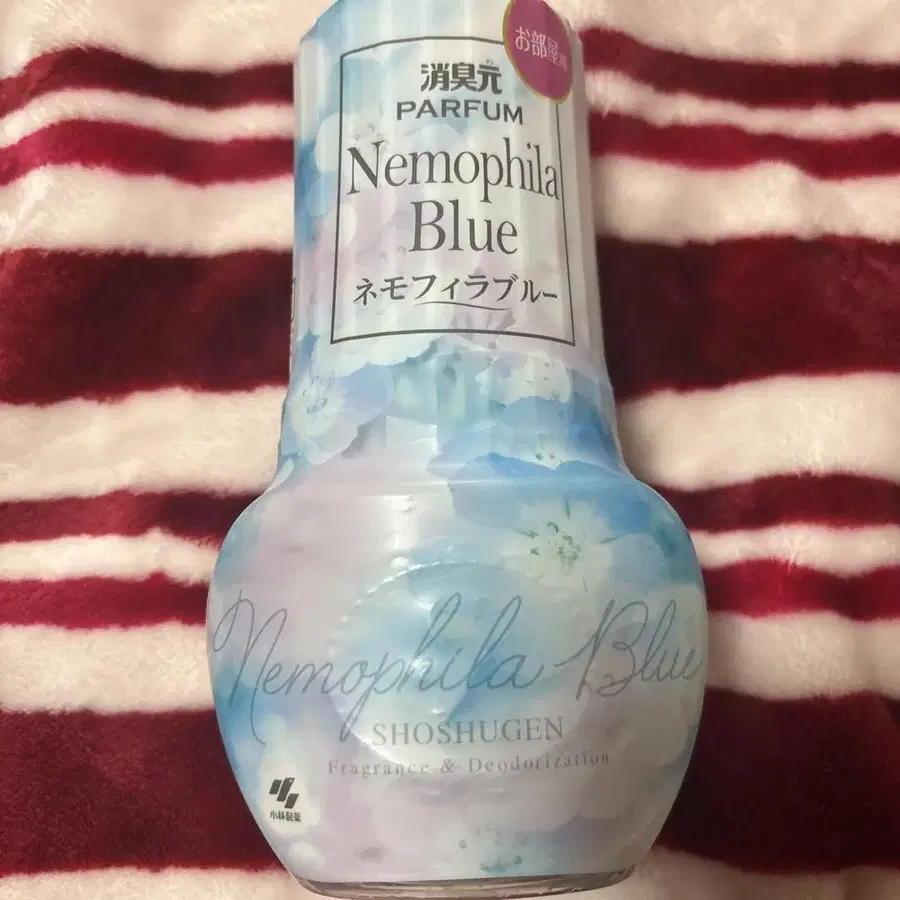 お部屋用
消臭元
PARFUM
Nemophila
Blue
ネモフィラブルー
Nemophila Blue
SHOSHUGEN
Fragrance & Deodorization
小林製薬